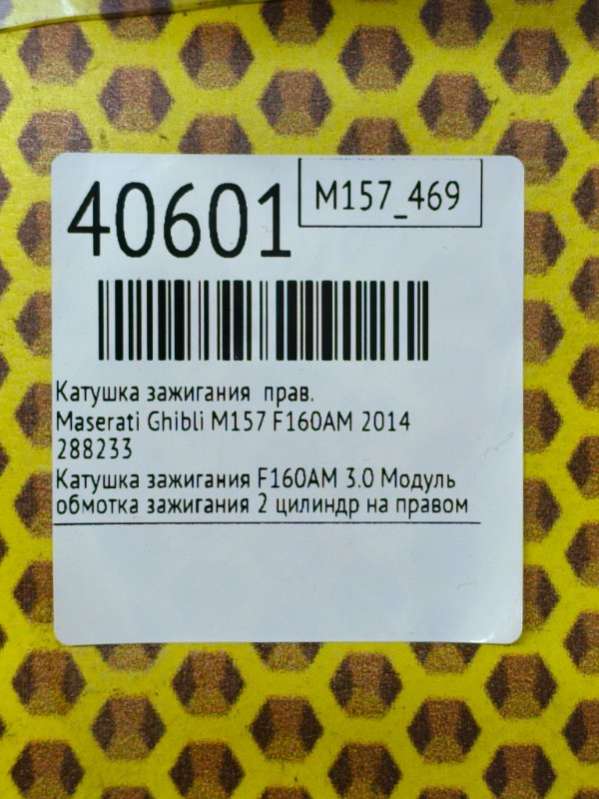 40601
M157_469
Катушка зажигания прав.
Maserati Ghibli M157 F160AM 2014
288233
Катушка зажигания F160AM 3.0 Модуль
обмотка зажигания 2 цилиндр на правом